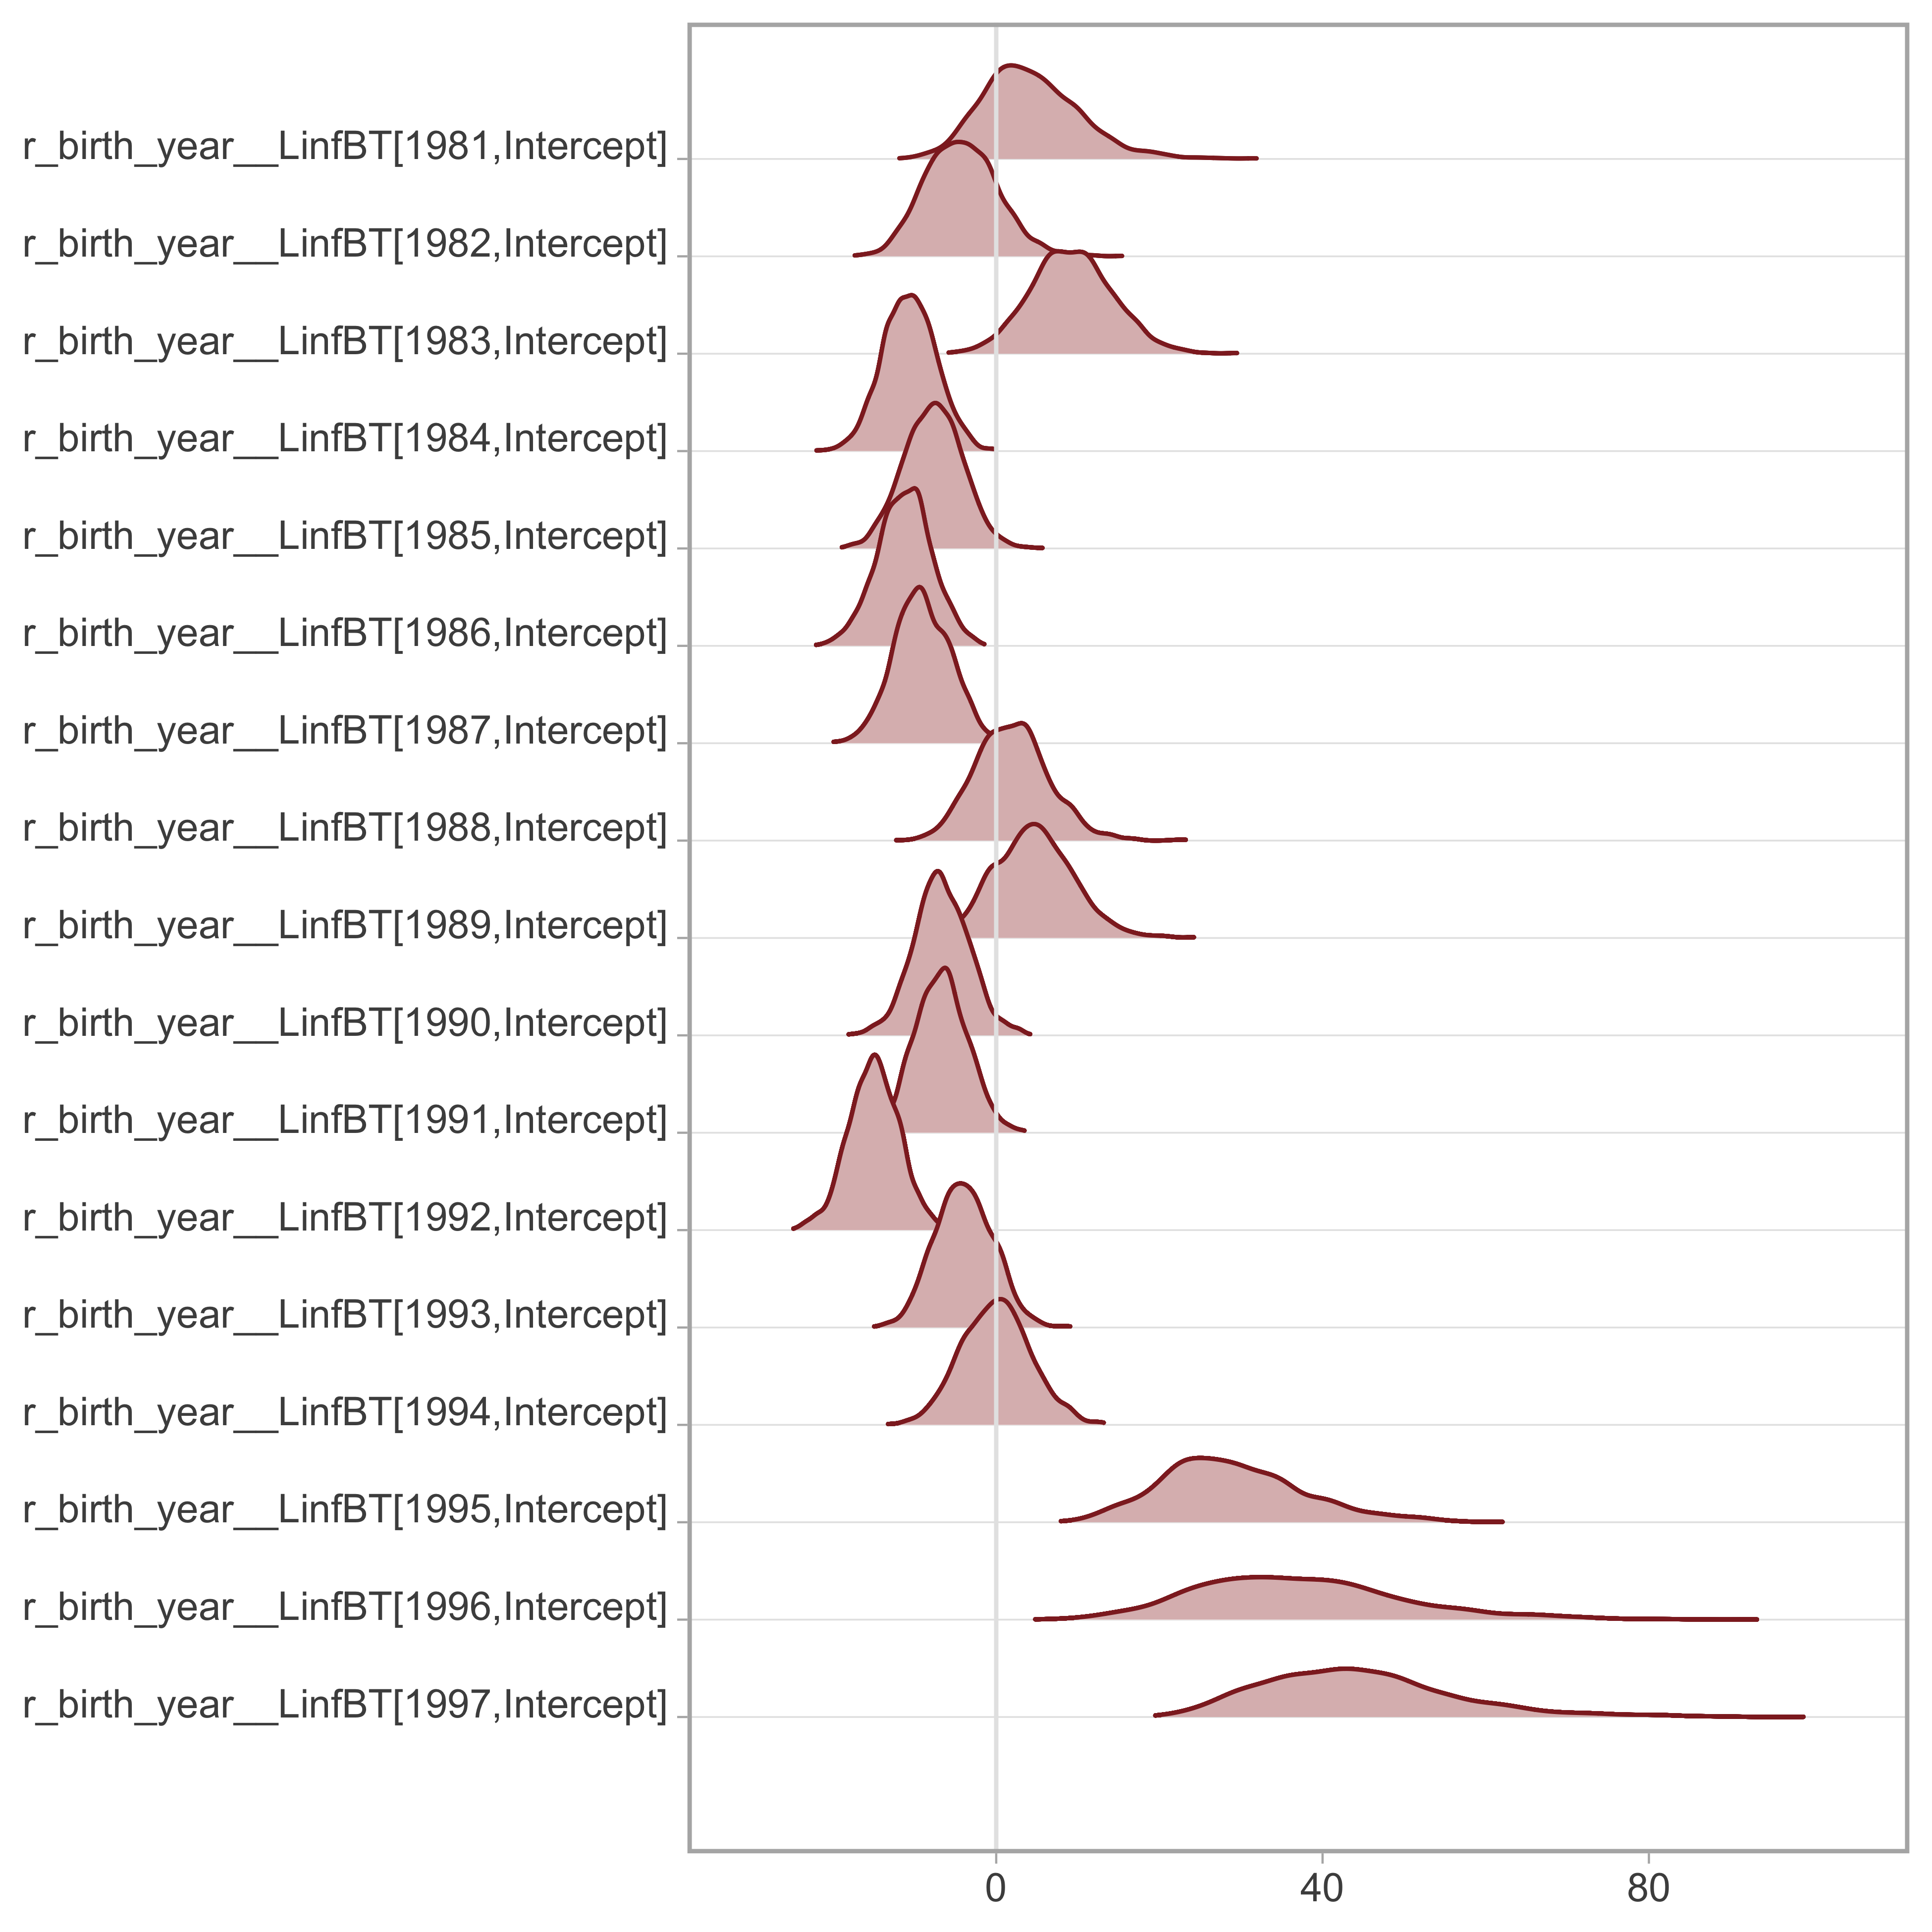 r_birth_year__LinfBT[1981,Intercept]
r_birth_year__LinfBT[1982,Intercept]
r_birth_year__LinfBT[1983,Intercept]
r_birth_year__LinfBT[1984,Intercept]
r_birth_year__LinfBT[1985,Intercept]
r_birth_year__LinfBT[1986,Intercept]
r_birth_year__LinfBT[1987,Intercept]
r_birth_year__LinfBT[1988,Intercept]
r_birth_year__LinfBT[1989,Intercept]
r_birth_year__LinfBT[1990,Intercept]
r_birth_year__LinfBT[1991,Intercept]
r_birth_year__LinfBT[1992,Intercept]
r_birth_year__LinfBT[1993,Intercept]
r_birth_year__LinfBT[1994,Intercept]
r_birth_year__LinfBT[1995,Intercept]
r_birth_year__LinfBT[1996,Intercept]
r_birth_year__LinfBT[1997,Intercept]
0 40 80